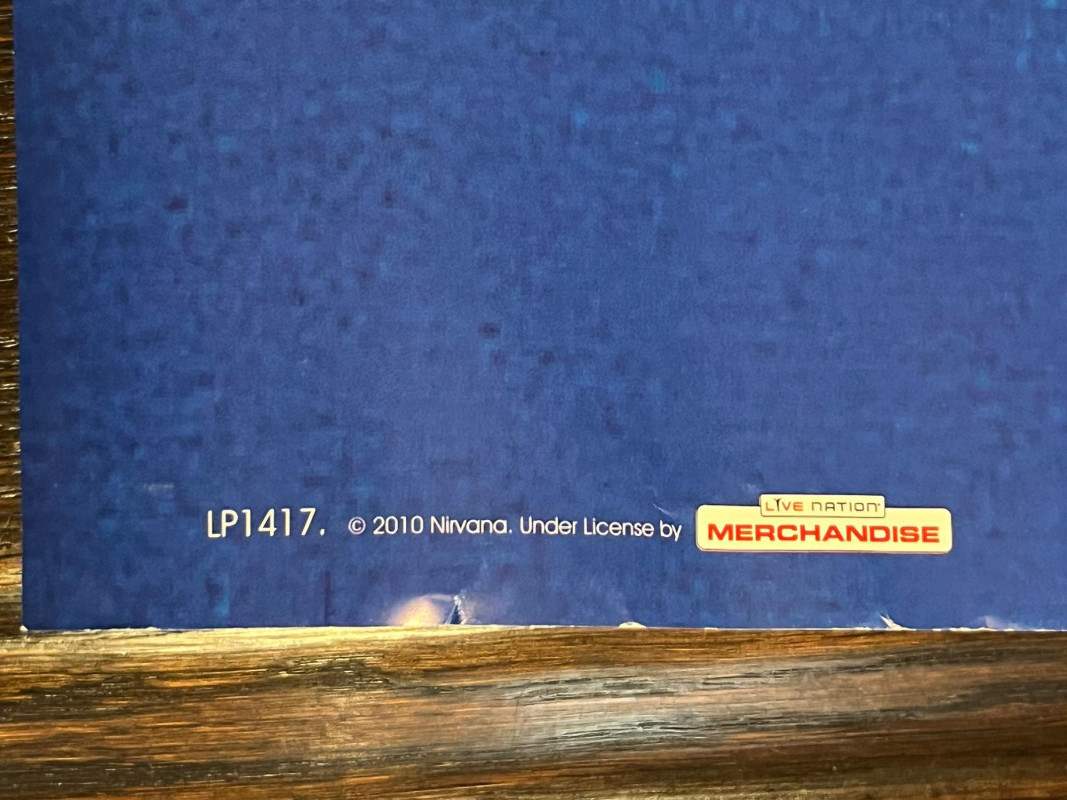 LP1417. © 2010 Nirvana. Under License by LIVE NATION
MERCHANDISE